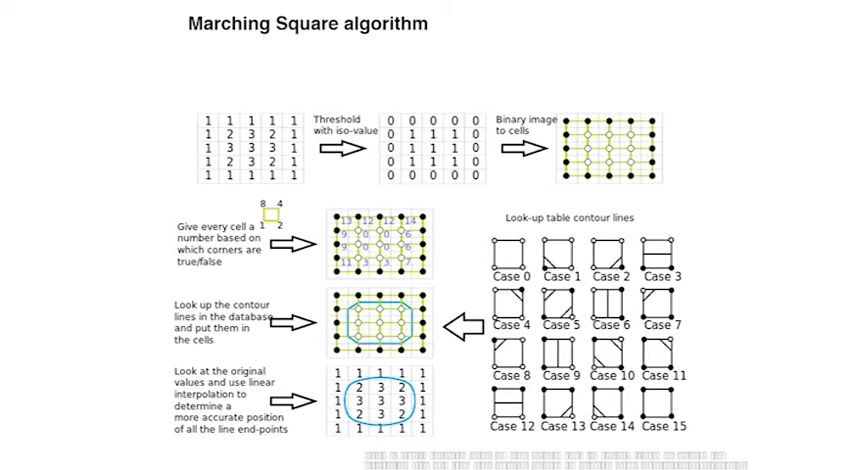 Marching Square algorithm
1 1 1 1 1
1 2 3 2 1
1 3 3 3 1
1 2 3 2 1
1 1 1 1 1
Threshold
with iso-value
0 0 0 0 0
0 1 1 1 0
0 1 1 1 0
0 1 1 1 0
0 0 0 0 0
Binary image
to cells
8 4
1 2
Give every cell a
number based on
which corners are
true/false
13 12 12 14
9 0 0 6
9 0 0 6
11 3 3 7
Look up the contour
lines in the database
and put them in
the cells
Look at the original
values and use linear
interpolation to
determine a
more accurate position
of all the line end-points
1 1 1 1 1
1 2 3 2 1
1 3 3 3 1
1 2 3 2 1
1 1 1 1 1
Look-up table contour lines
Case 0 Case 1 Case 2 Case 3
Case 4 Case 5 Case 6 Case 7
Case 8 Case 9 Case 10 Case 11
Case 12 Case 13 Case 14 Case 15